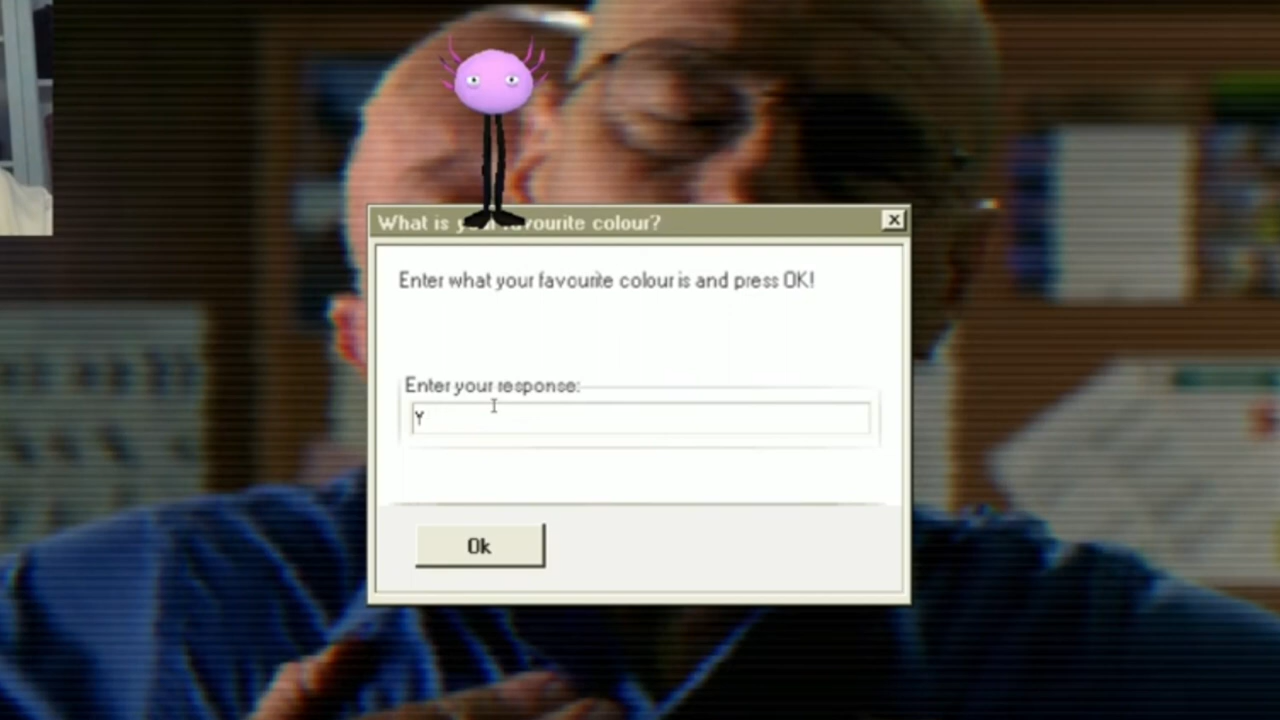 What is your favourite colour?
Enter what your favourite colour is and press OK!
Enter your response:
Y
Ok